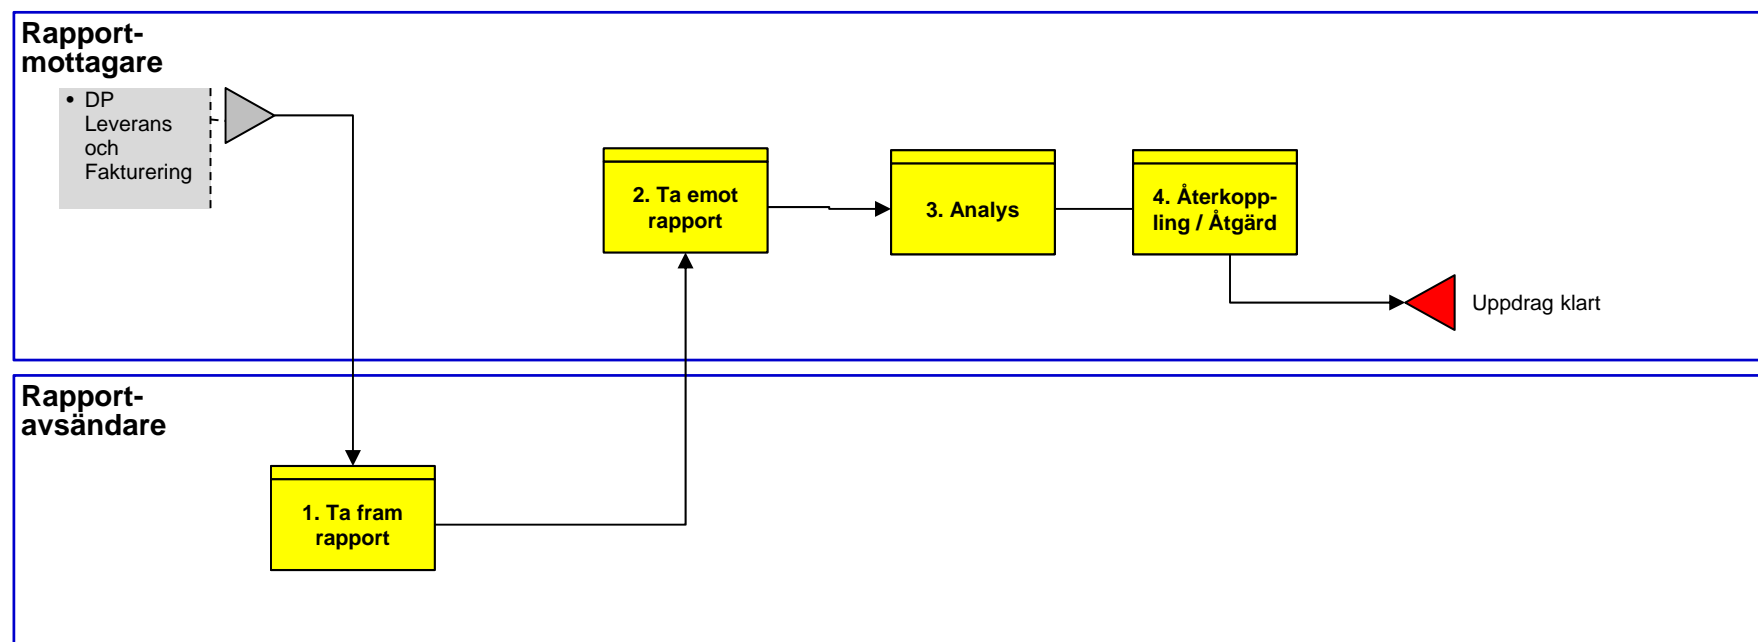 Rapport-
mottagare
• DP
Leverans
och
Fakturering
2. Ta emot
rapport
3. Analys
4. Återkopp-
ling / Åtgärd
Uppdrag klart
Rapport-
avsändare
1. Ta fram
rapport